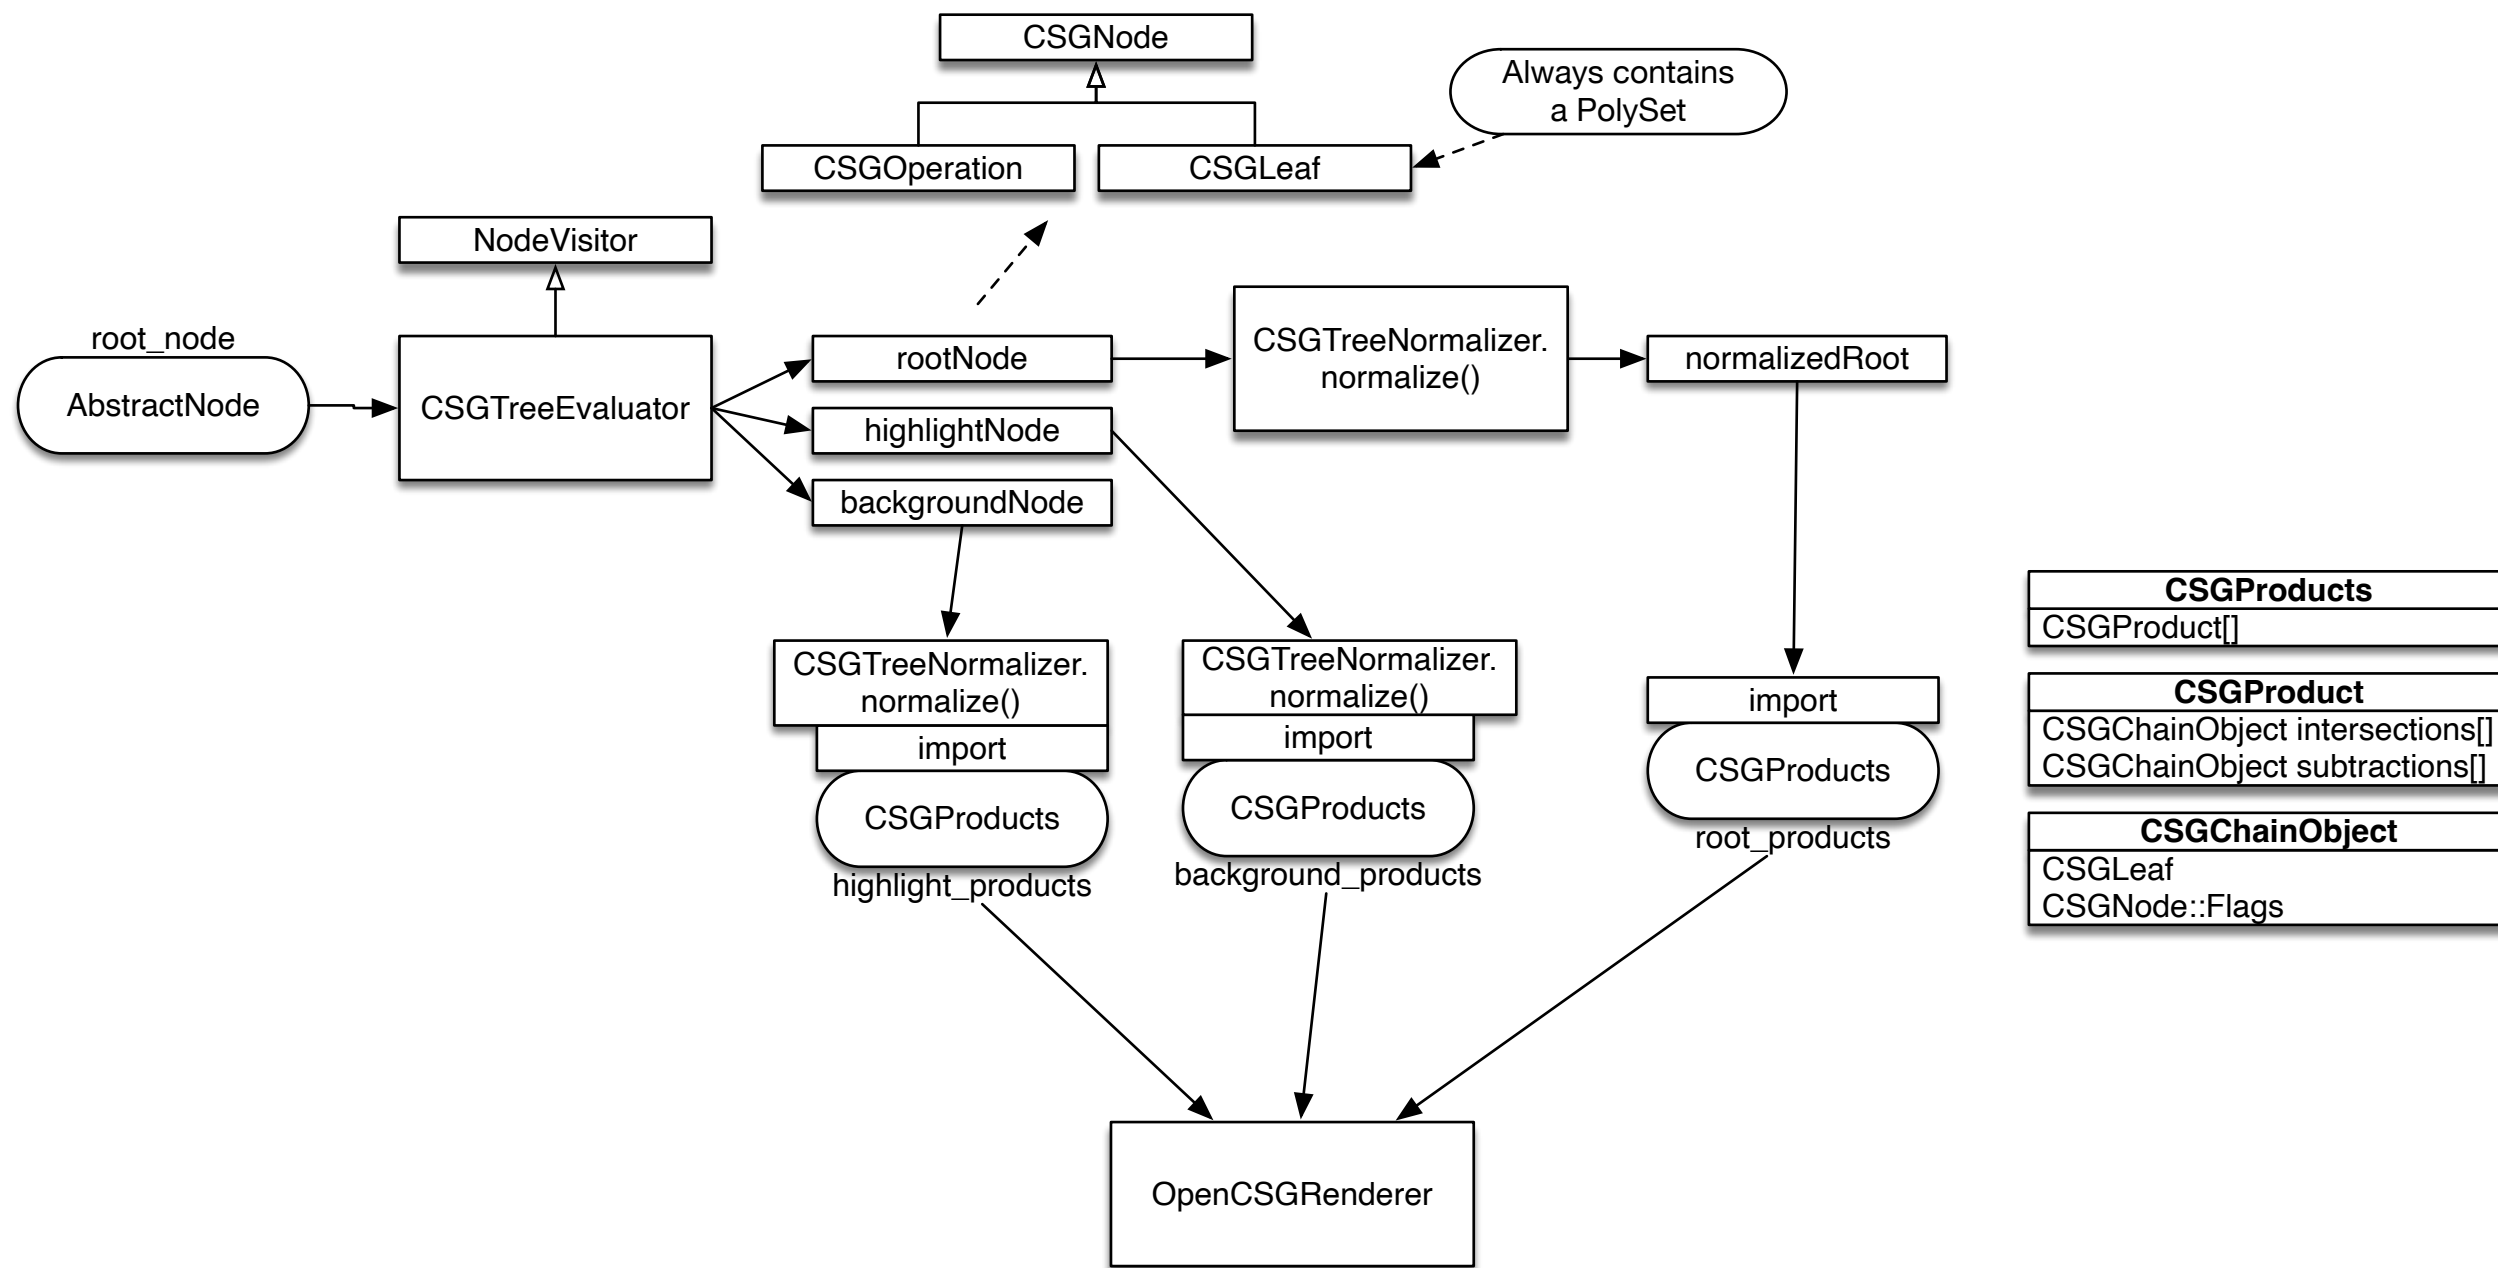 CSGNode
Always contains
a PolySet
CSGOperation
CSGLeaf
NodeVisitor
root_node
AbstractNode
CSGTreeEvaluator
rootNode
highlightNode
backgroundNode
CSGTreeNormalizer.
normalize()
normalizedRoot
CSGTreeNormalizer.
normalize()
import
CSGProducts
highlight_products
CSGTreeNormalizer.
normalize()
import
CSGProducts
background_products
import
CSGProducts
root_products
CSGProducts
CSGProduct[]
CSGProduct
CSGChainObject intersections[]
CSGChainObject subtractions[]
CSGChainObject
CSGLeaf
CSGNode::Flags
OpenCSGRenderer